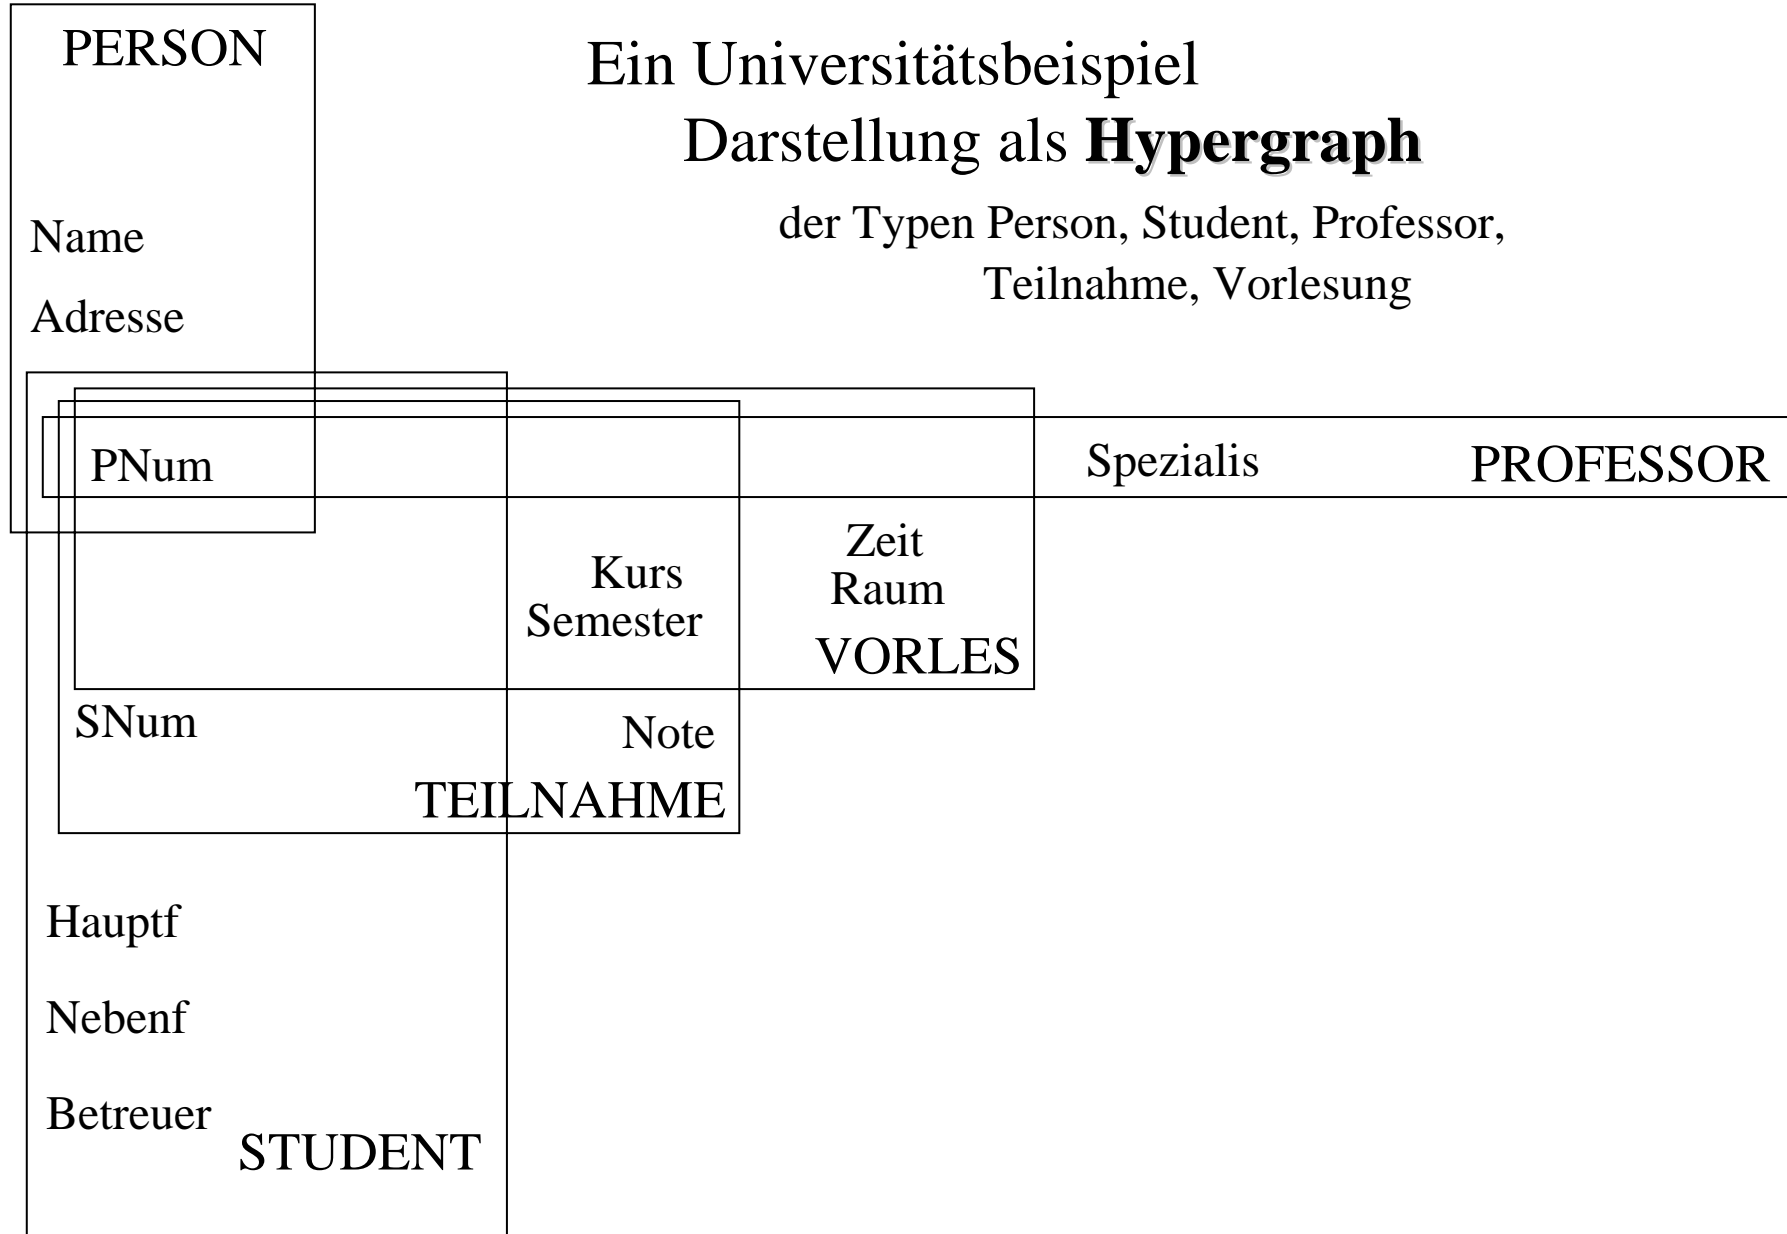 PERSON
Ein Universitätsbeispiel
Darstellung als Hypergraph
der Typen Person, Student, Professor,
Teilnahme, Vorlesung
Name
Adresse
PNum
Spezialis
PROFESSOR
Zeit
Kurs
Raum
Semester
VORLES
SNum
Note
TEILNAHME
Hauptf
Nebenf
Betreuer
STUDENT